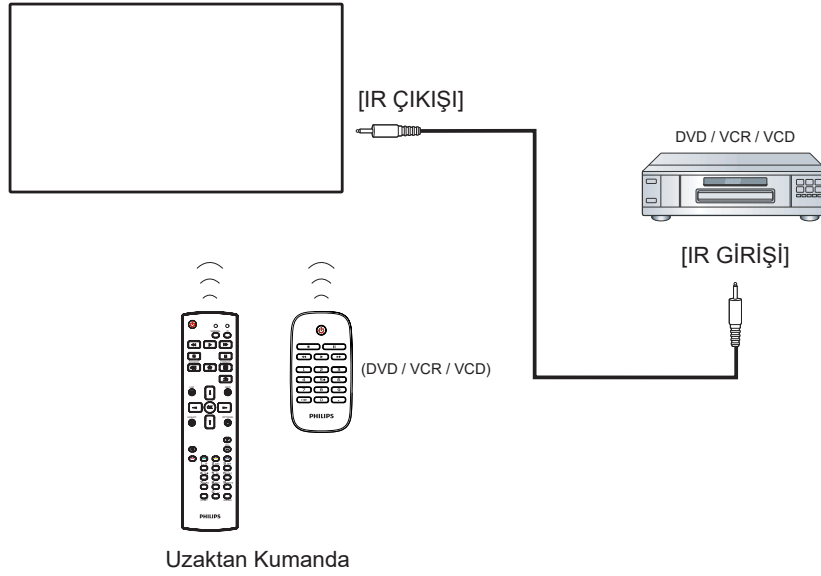 [IR ÇIKIŞI]
DVD / VCR / VCD
[IR GİRİŞİ]
(DVD / VCR / VCD)
PHILIPS
PHILIPS
Uzaktan Kumanda